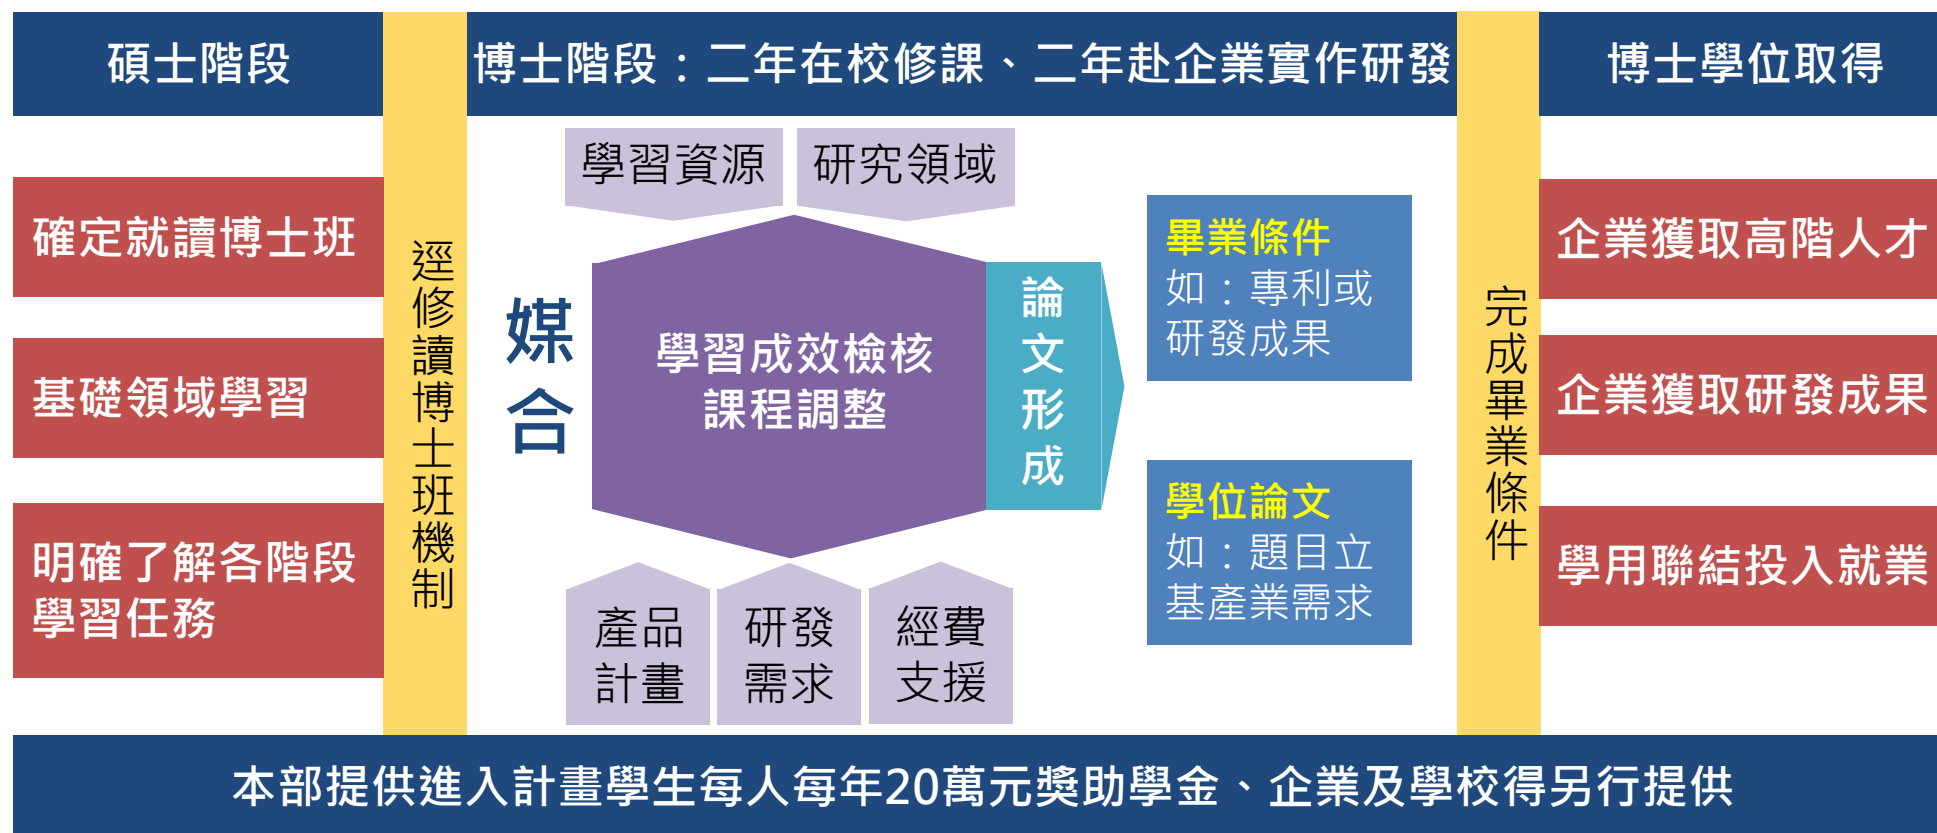 碩士階段
博士階段：二年在校修課、二年赴企業實作研發
博士學位取得
確定就讀博士班
基礎領域學習
明確了解各階段
學習任務
逕修讀博士班機制
學習資源
研究領域
媒合
學習成效檢核
課程調整
論文形成
產品
計畫
研發
需求
經費
支援
畢業條件
如：專利或
研發成果
學位論文
如：題目立
基產業需求
完成畢業條件
企業獲取高階人才
企業獲取研發成果
學用聯結投入就業
本部提供進入計畫學生每人每年20萬元獎助學金、企業及學校得另行提供